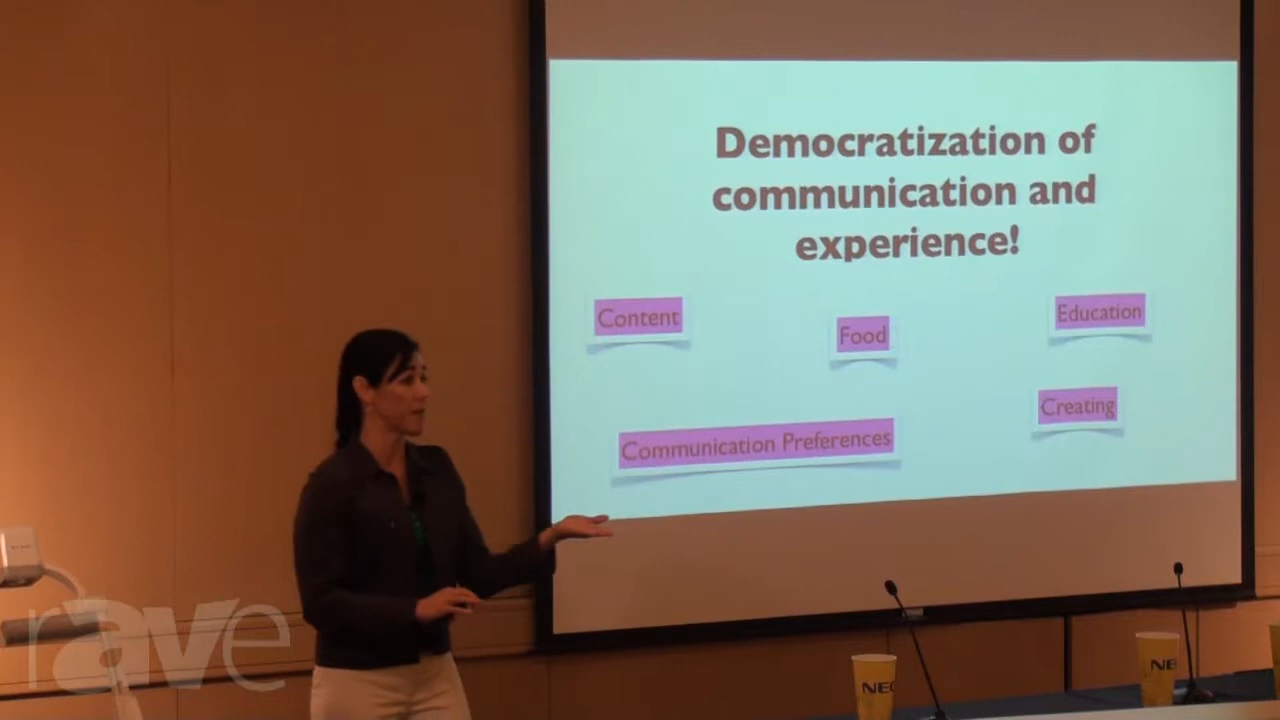 Democratization of
communication and
experience!
Content
Food
Education
Communication Preferences
Creating
rave
NEC
NE